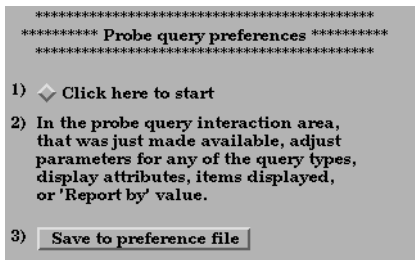 *******************************************
********** Probe query preferences **********
*******************************************
1) Click here to start
2) In the probe query interaction area,
that was just made available, adjust
parameters for any of the query types,
display attributes, items displayed,
or 'Report by' value.
3) Save to preference file